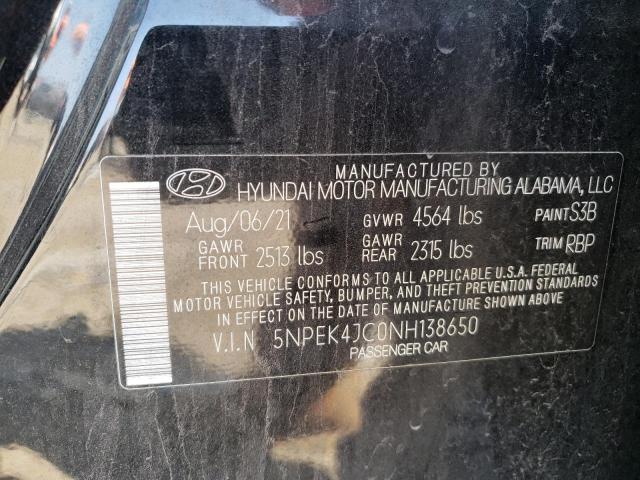 MANUFACTURED BY
HYUNDAI MOTOR MANUFACTURING ALABAMA, LLC
Aug/06/21 GVWR 4564 lbs PAINT S3B
GAWR FRONT 2513 lbs GAWR REAR 2315 lbs TRIM RBP
THIS VEHICLE CONFORMS TO ALL APPLICABLE U.S.A. FEDERAL
MOTOR VEHICLE SAFETY, BUMPER, AND THEFT PREVENTION STANDARDS
IN EFFECT ON THE DATE OF MANUFACTURE SHOWN ABOVE
V.I.N 5NPEK4JC0NH138650
PASSENGER CAR